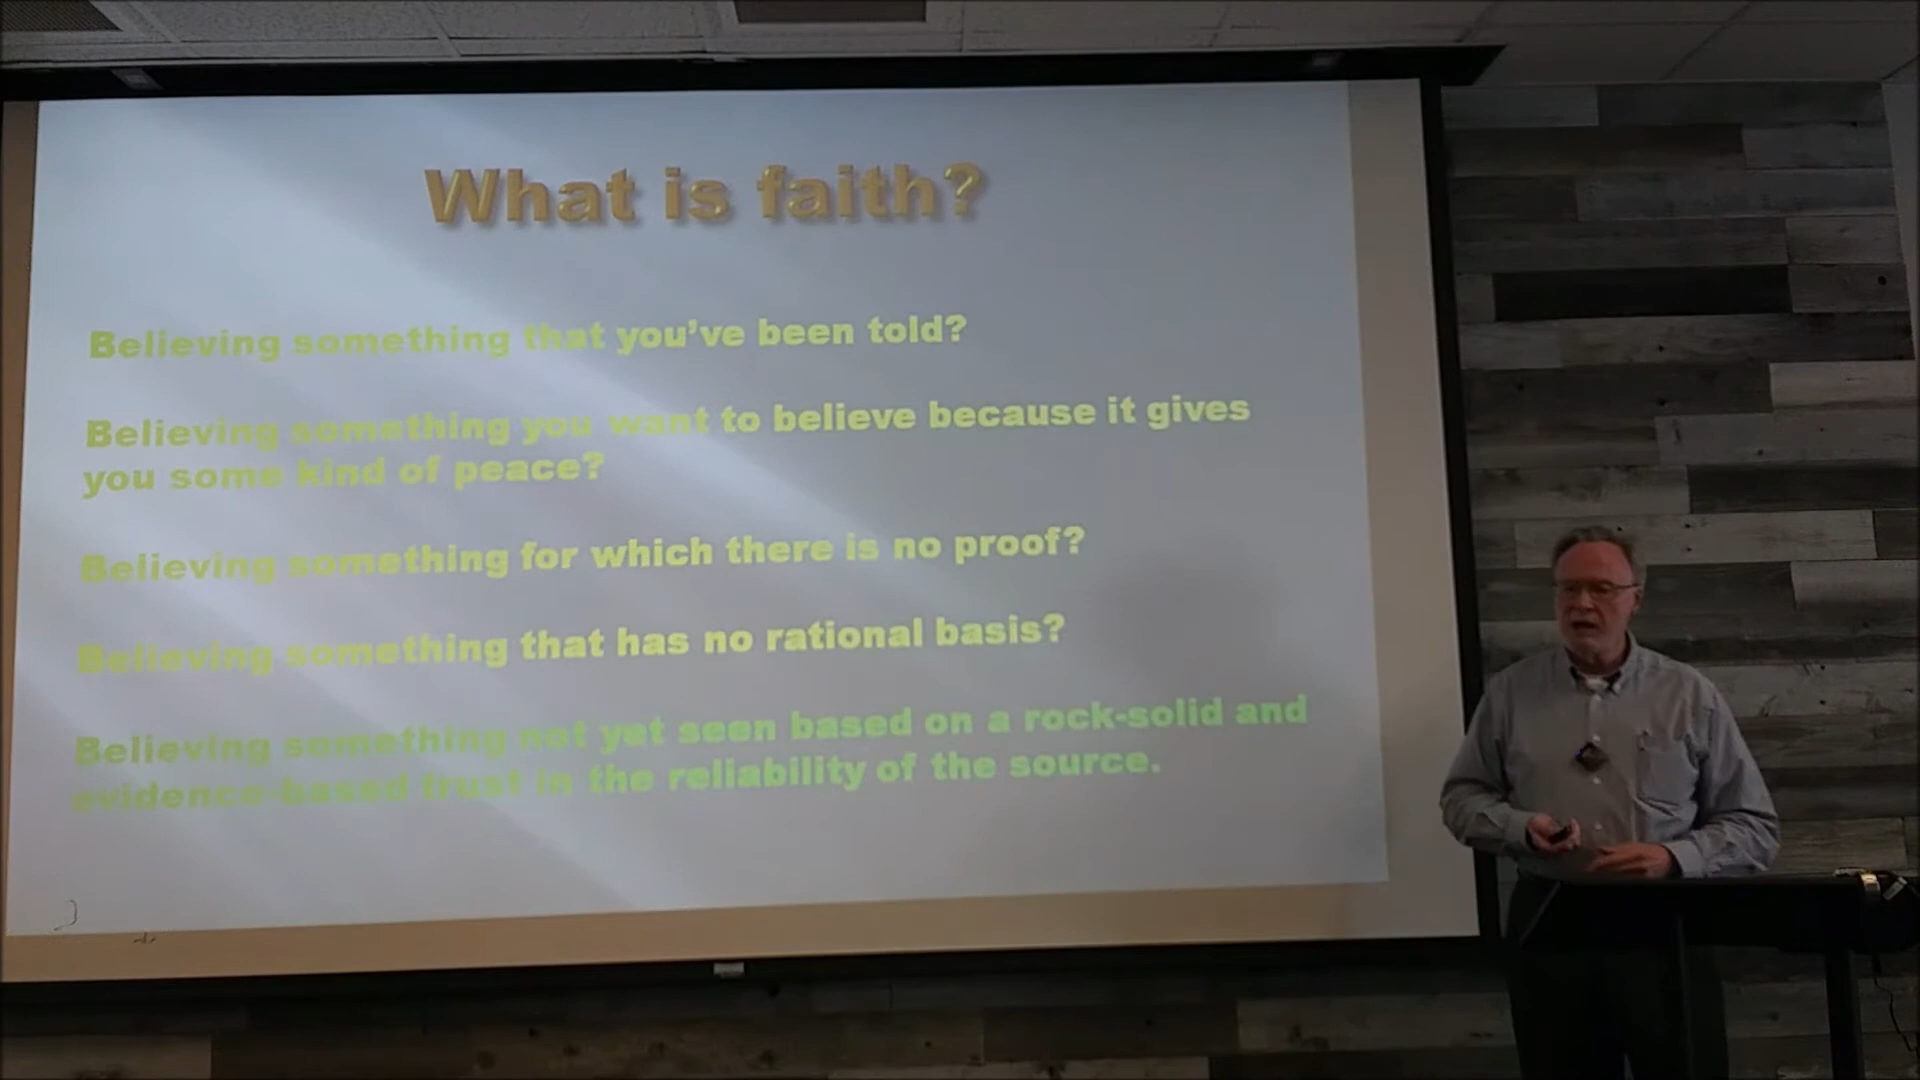 What is faith?
Believing something that you've been told?
Believing something you want to believe because it gives
you some kind of peace?
Believing something for which there is no proof?
Believing something that has no rational basis?
Believing something not yet seen based on a rock-solid and
evidence-based trust in the reliability of the source.